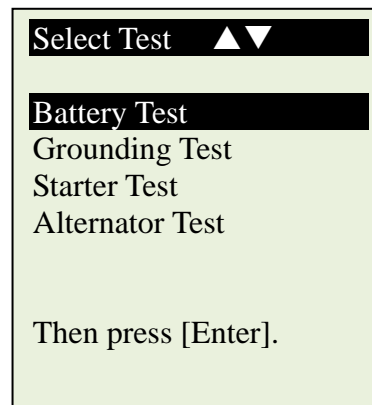 Select Test ▲▼
Battery Test
Grounding Test
Starter Test
Alternator Test
Then press [Enter].